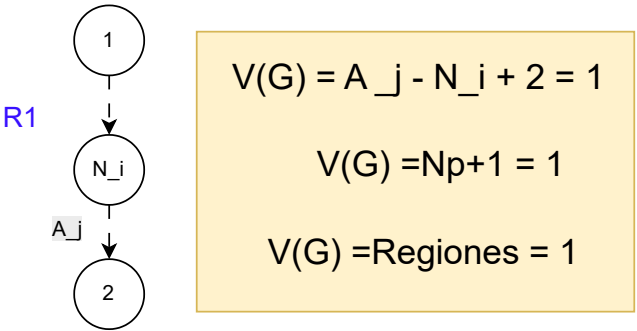 1
R1
N_i
A_j
2
V(G) = A _j - N_i + 2 = 1
V(G) =Np+1 = 1
V(G) =Regiones = 1